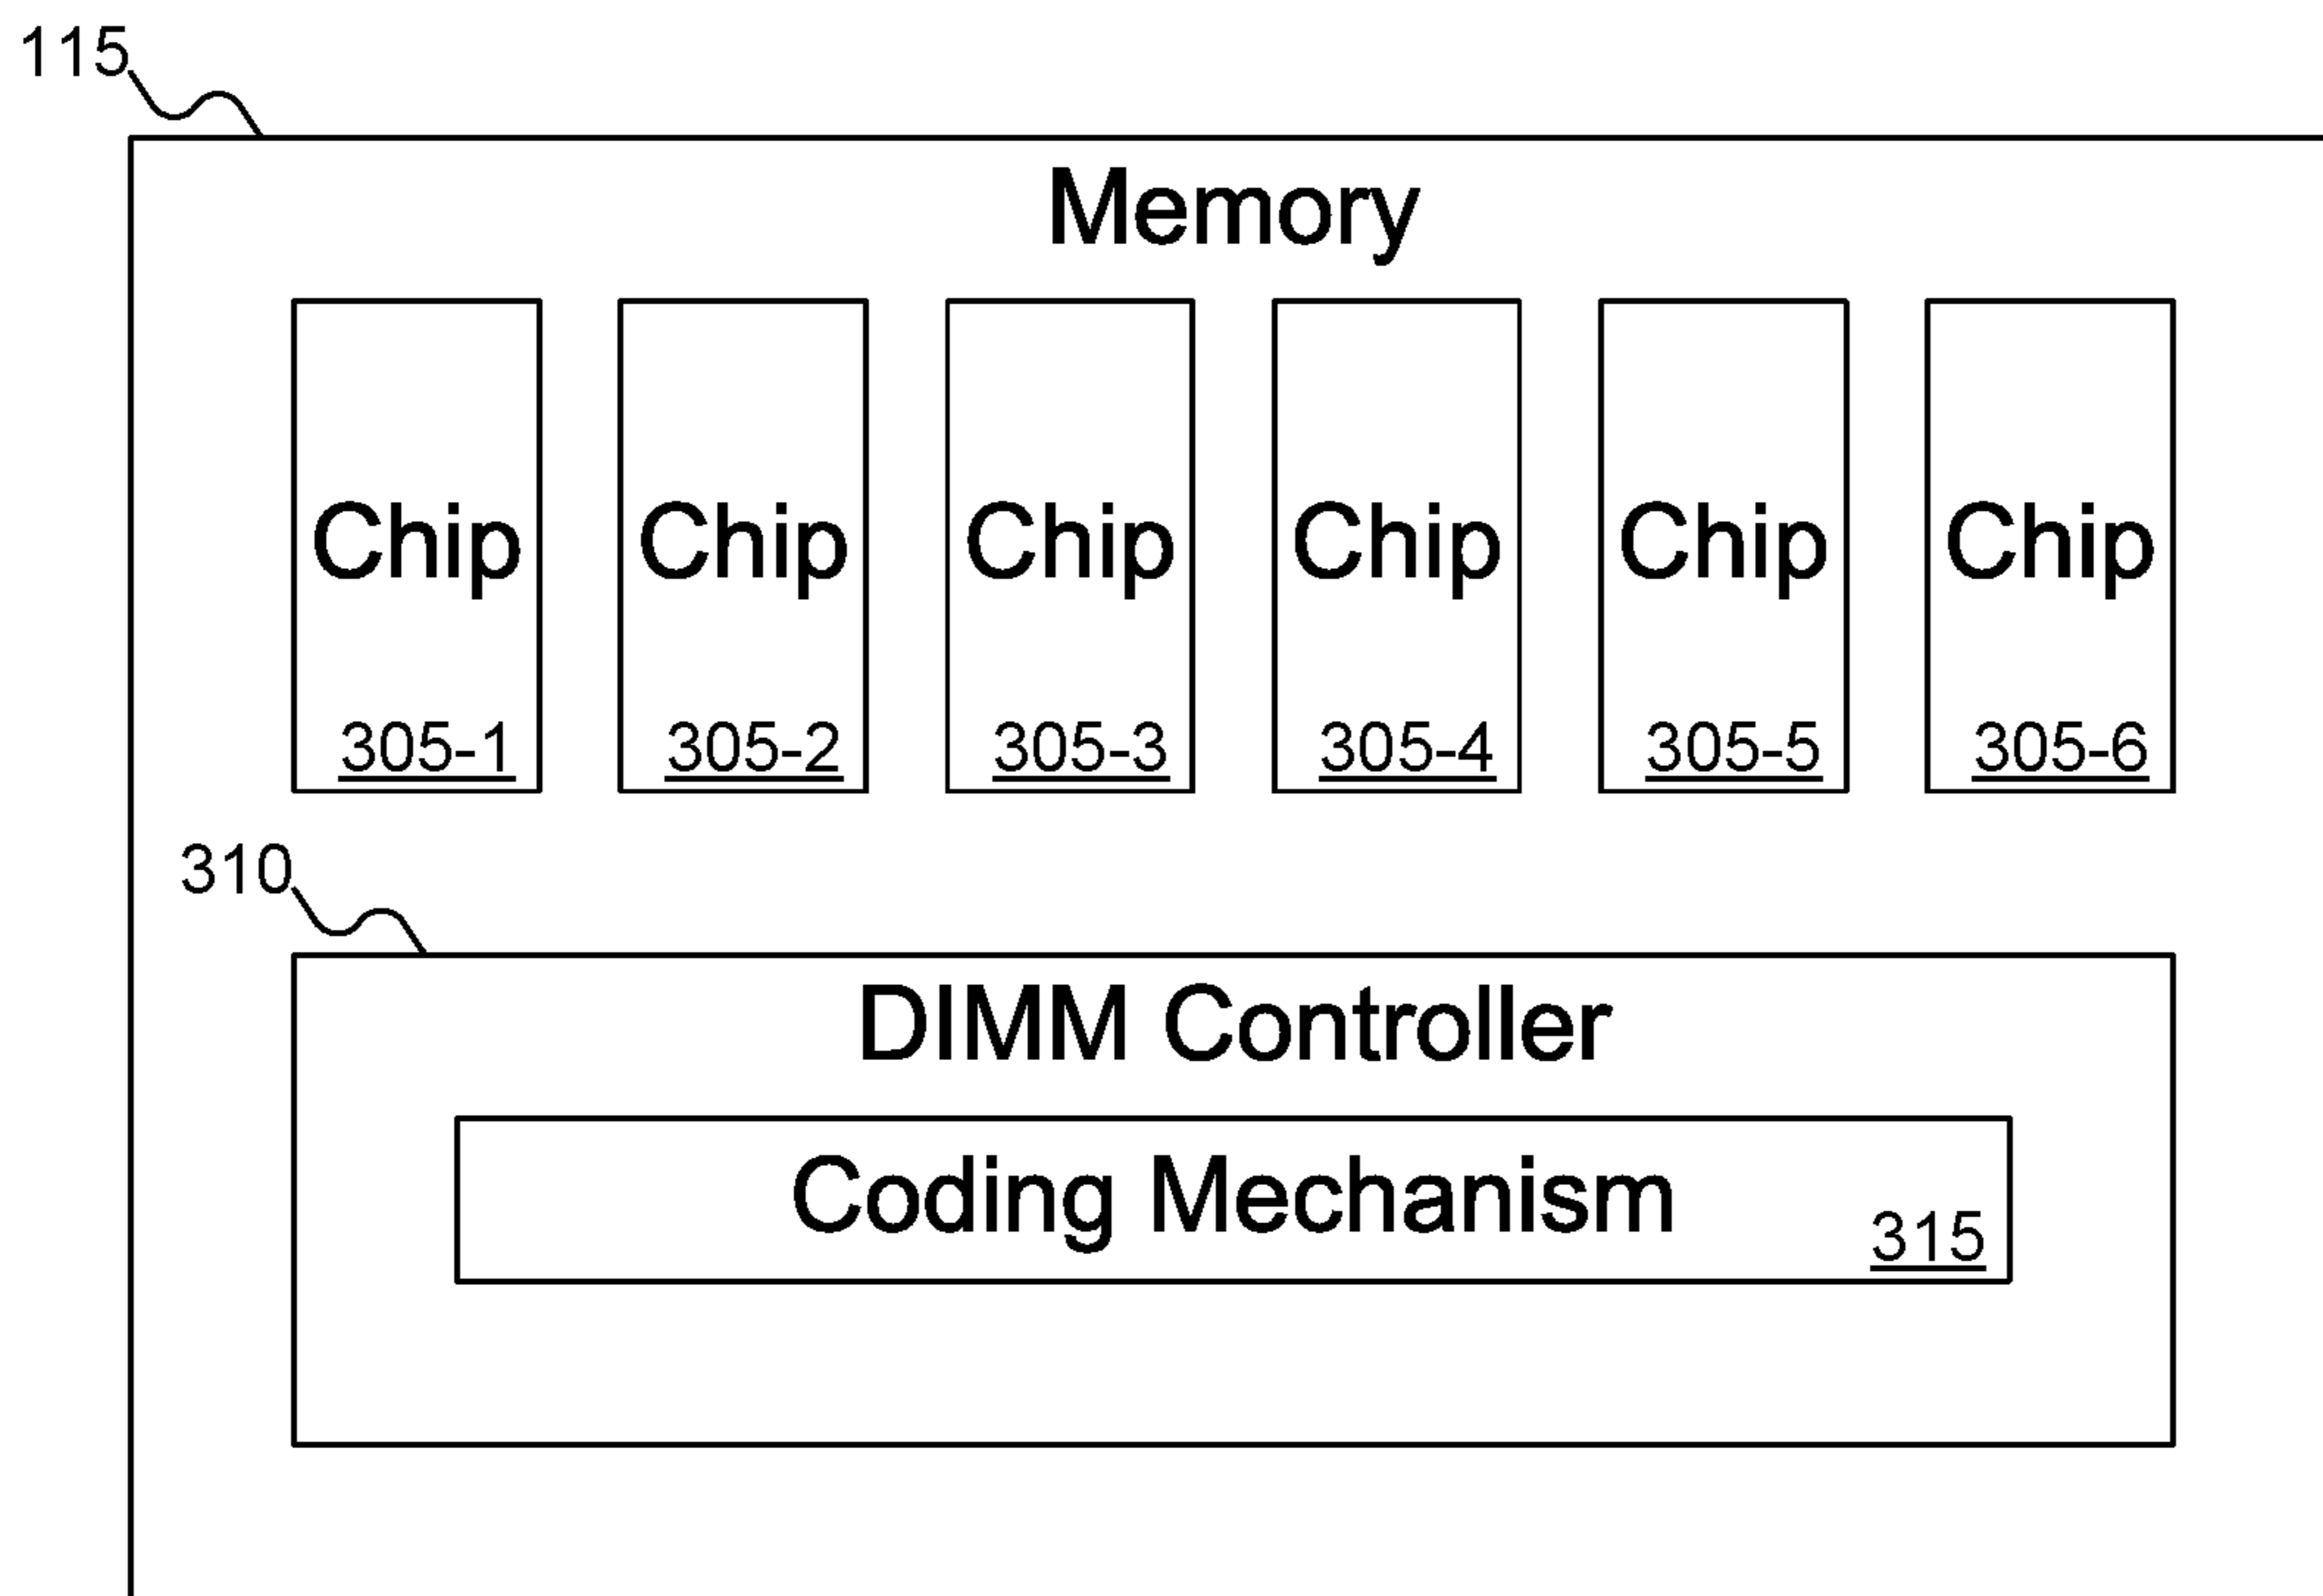 115
Memory
Chip Chip Chip Chip Chip Chip
305-1 305-2 305-3 305-4 305-5 305-6
310
DIMM Controller
Coding Mechanism
315